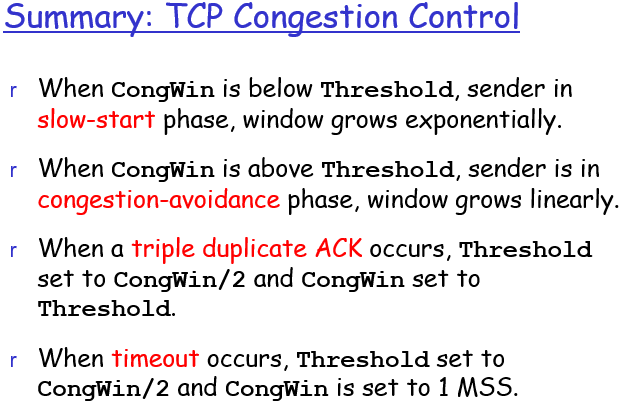 Summary: TCP Congestion Control
r When CongWin is below Threshold, sender in
slow-start phase, window grows exponentially.
r When CongWin is above Threshold, sender is in
congestion-avoidance phase, window grows linearly.
r When a triple duplicate ACK occurs, Threshold
set to CongWin/2 and CongWin set to
Threshold.
r When timeout occurs, Threshold set to
CongWin/2 and CongWin is set to 1 MSS.